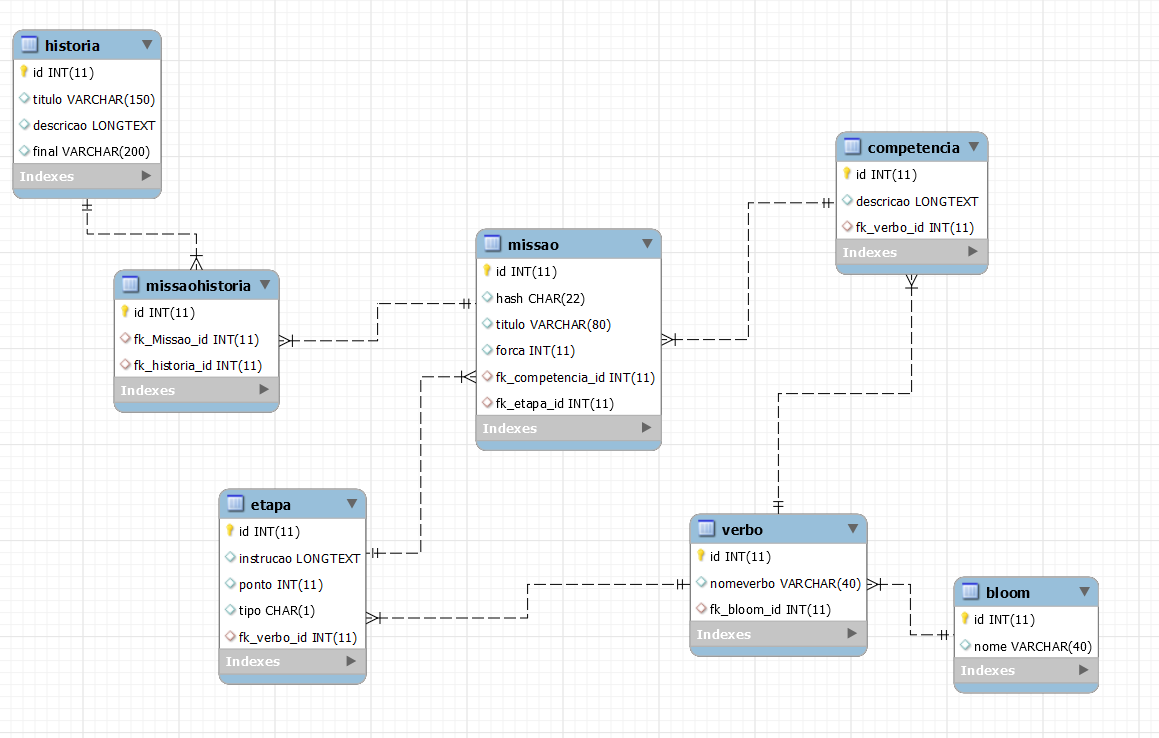 historia
id INT(11)
titulo VARCHAR(150)
descricao LONGTEXT
final VARCHAR(200)
Indexes
missaohistoria
id INT(11)
fk_Missao_id INT(11)
fk_historia_id INT(11)
Indexes
missao
id INT(11)
hash CHAR(22)
titulo VARCHAR(80)
forca INT(11)
fk_competencia_id INT(11)
fk_etapa_id INT(11)
Indexes
competencia
id INT(11)
descricao LONGTEXT
fk_verbo_id INT(11)
Indexes
etapa
id INT(11)
instrucao LONGTEXT
ponto INT(11)
tipo CHAR(1)
fk_verbo_id INT(11)
Indexes
verbo
id INT(11)
nomeverbo VARCHAR(40)
fk_bloom_id INT(11)
Indexes
bloom
id INT(11)
nome VARCHAR(40)
Indexes